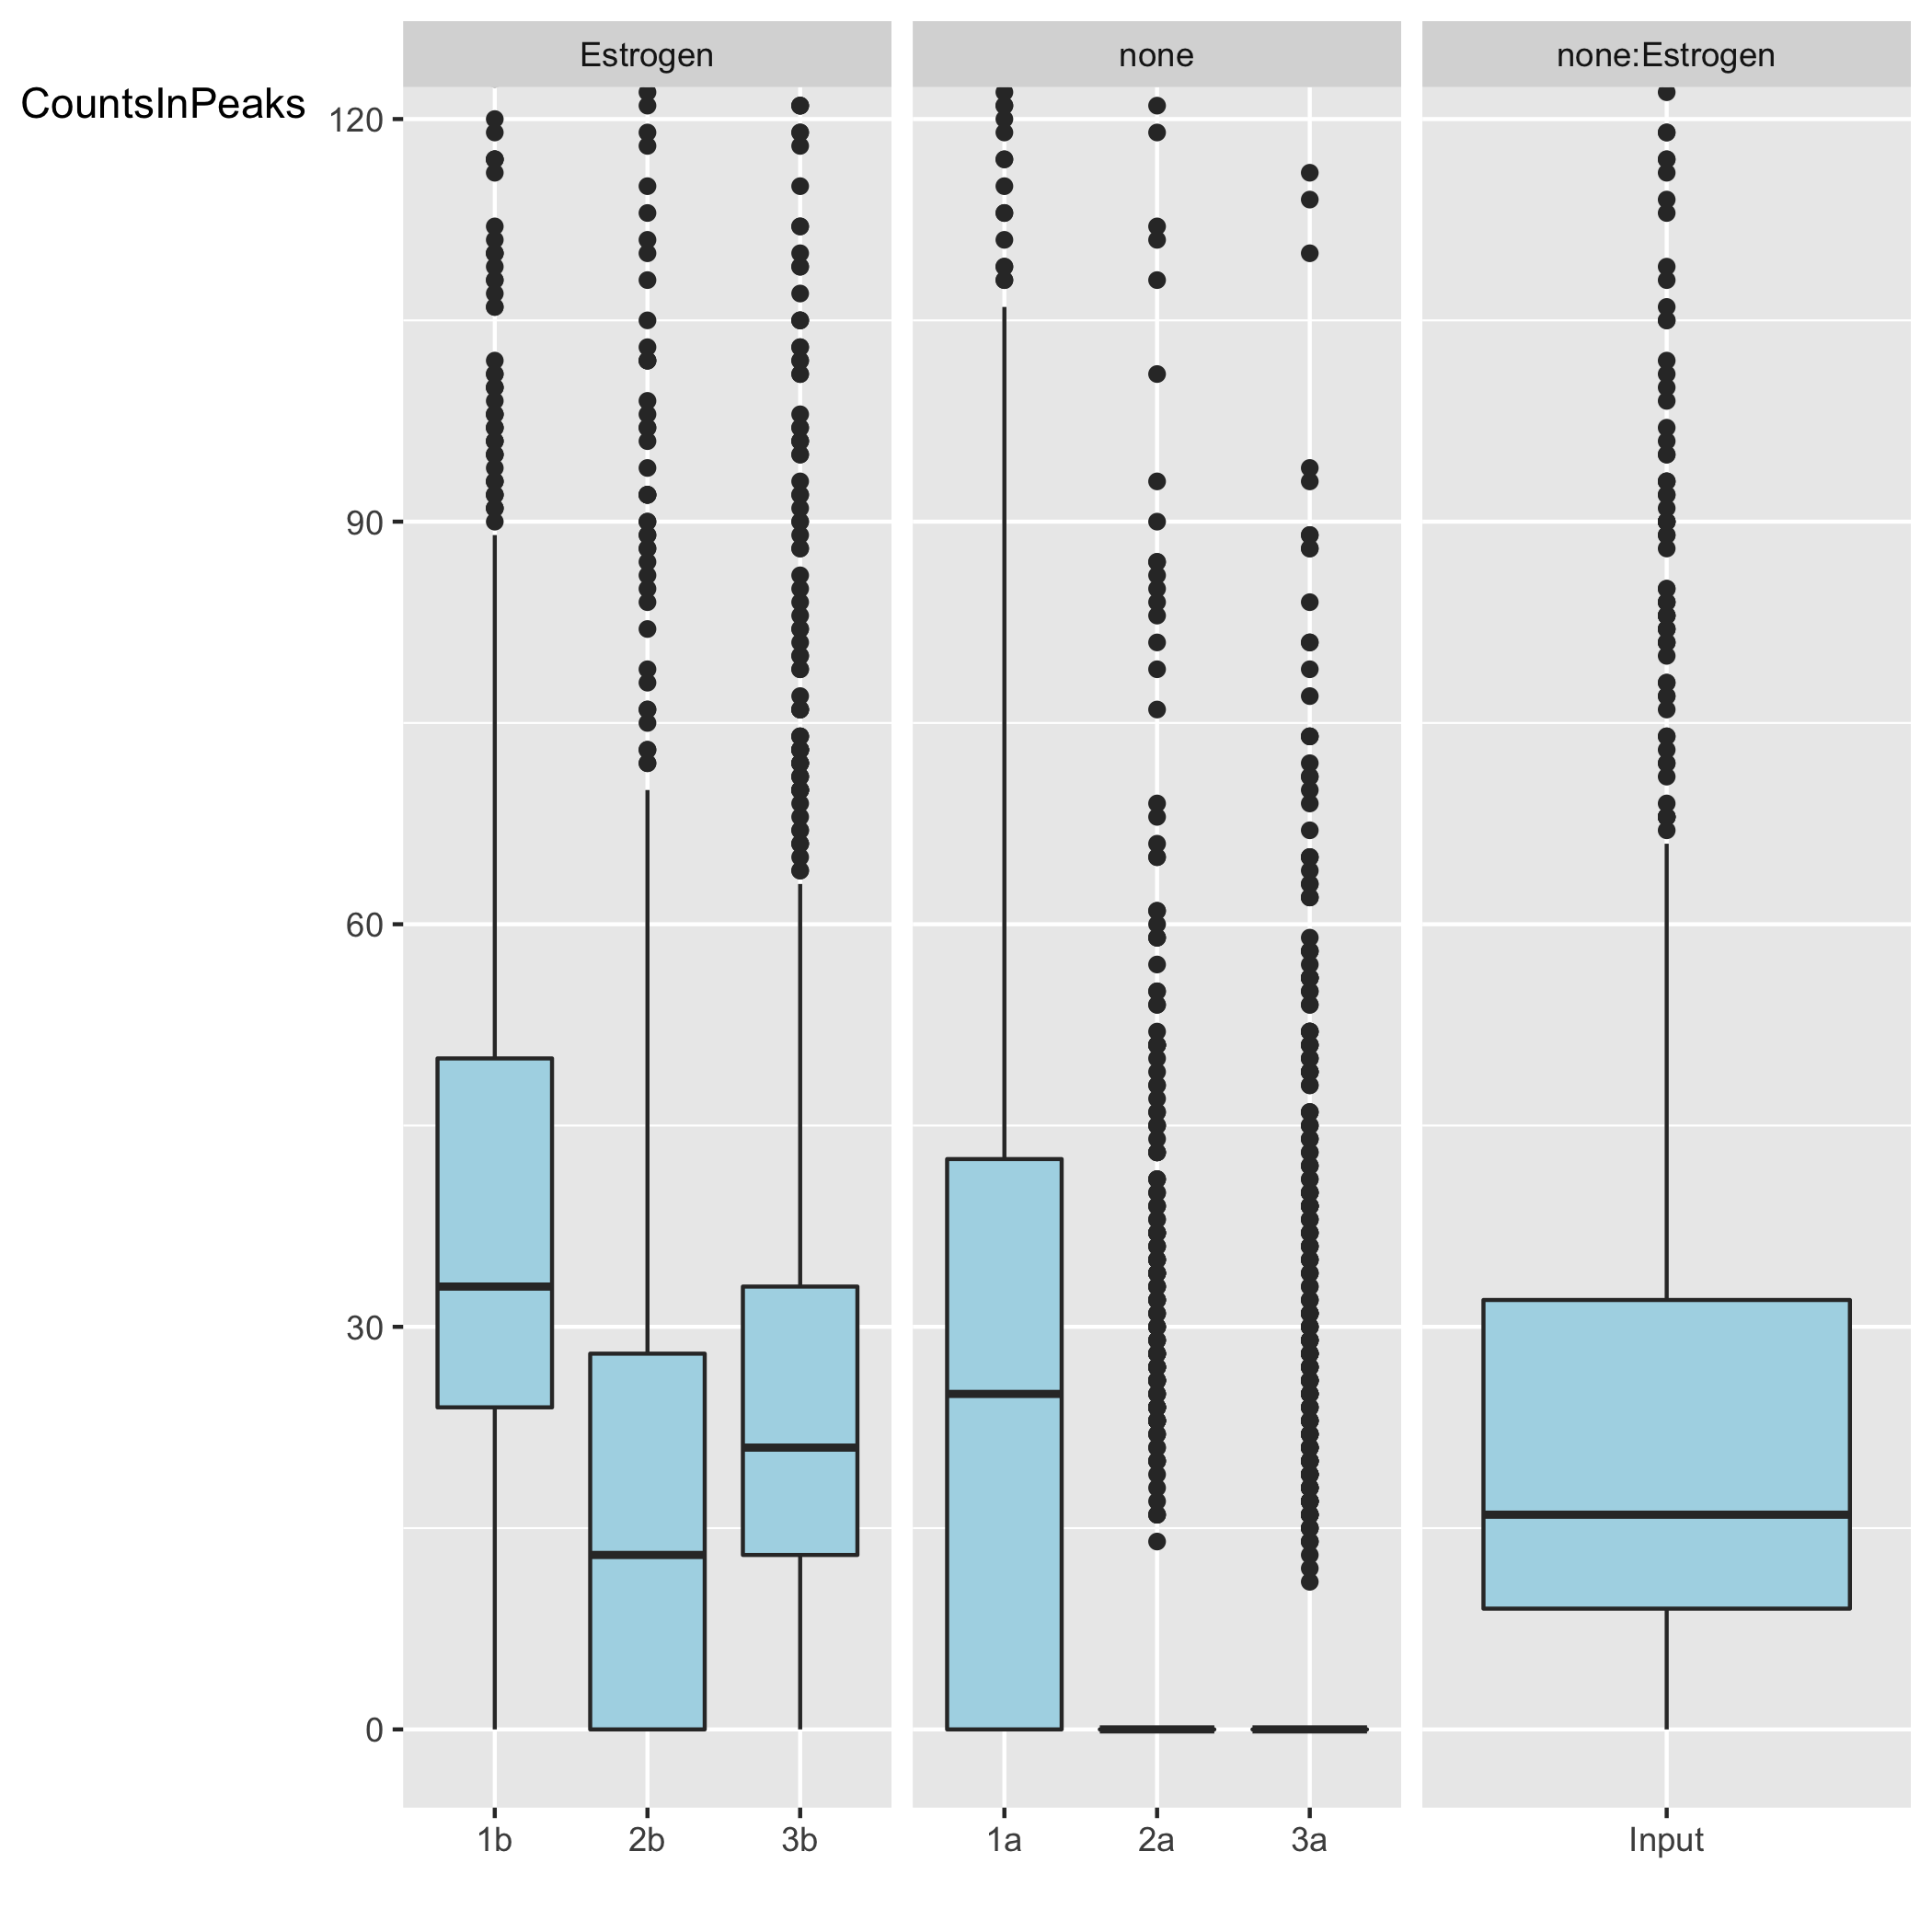 Estrogen none none:Estrogen
CountsInPeaks
120
90
60
30
0
1b 2b 3b 1a 2a 3a Input